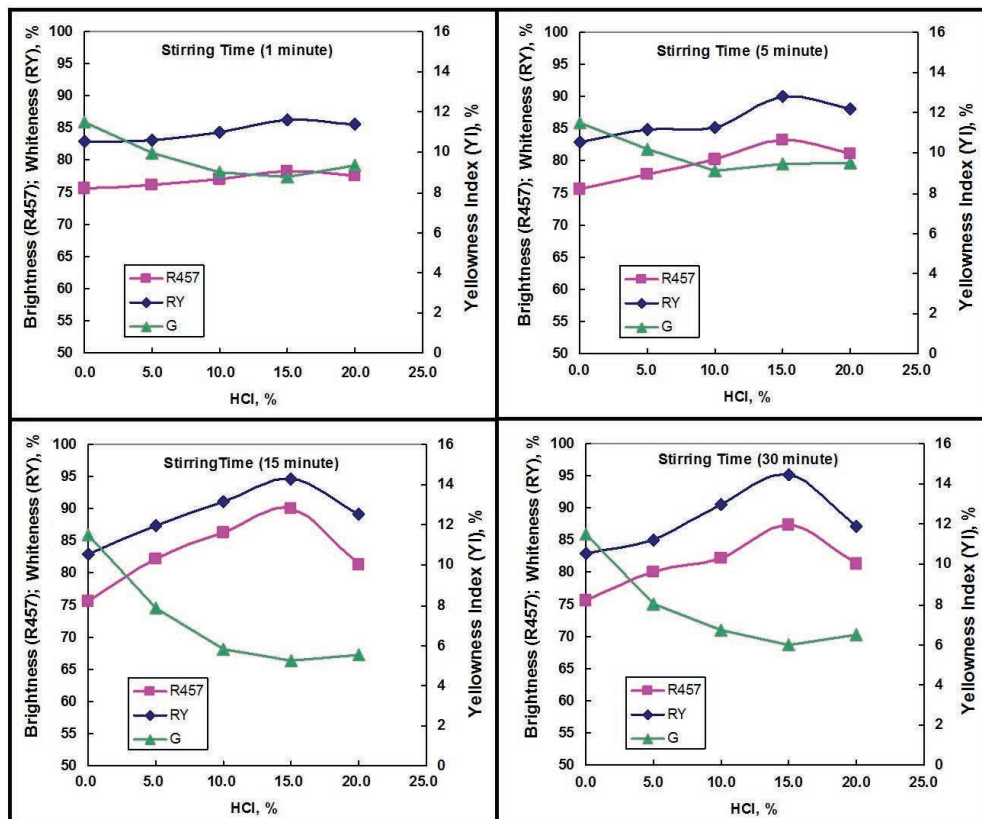 Stirring Time (1 minute)
Brightness (R457); Whiteness (RY), %
100
95
90
85
80
75
70
65
60
55
50
16
14
12
10
8
6
4
2
0
Yellowness Index (YI), %
R457
RY
G
0.0 5.0 10.0 15.0 20.0 25.0
HCl, %
Stirring Time (5 minute)
Brightness (R457); Whiteness (RY), %
100
95
90
85
80
75
70
65
60
55
50
16
14
12
10
8
6
4
2
0
Yellowness Index (YI), %
R457
RY
G
0.0 5.0 10.0 15.0 20.0 25.0
HCl, %
StirringTime (15 minute)
Brightness (R457); Whiteness (RY), %
100
95
90
85
80
75
70
65
60
55
50
16
14
12
10
8
6
4
2
0
Yellowness Index (YI), %
R457
RY
G
0.0 5.0 10.0 15.0 20.0 25.0
HCl, %
Stirring Time (30 minute)
Brightness (R457); Whiteness (RY), %
100
95
90
85
80
75
70
65
60
55
50
16
14
12
10
8
6
4
2
0
Yellowness Index (YI), %
R457
RY
G
0.0 5.0 10.0 15.0 20.0 25.0
HCl, %